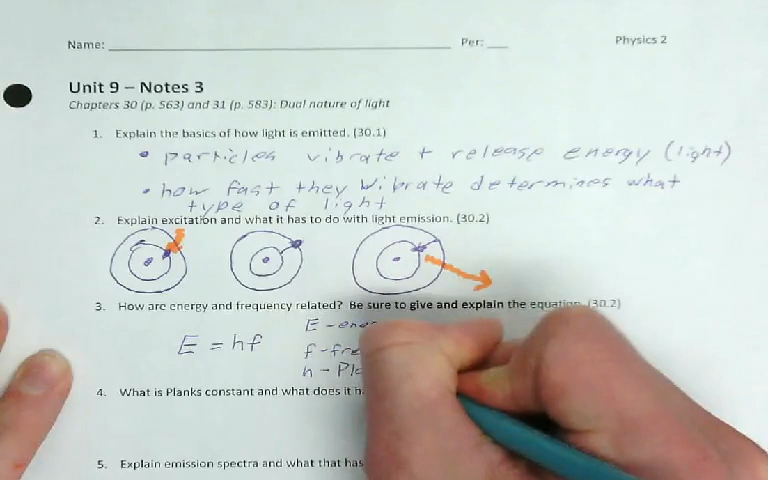 Name: ____ Per: ___ Physics 2
Unit 9 – Notes 3
Chapters 30 (p. 563) and 31 (p. 583): Dual nature of light
1. Explain the basics of how light is emitted. (30.1)
• particles vibrate + release energy (light)
• how fast they vibrate determines what
type of light
2. Explain excitation and what it has to do with light emission. (30.2)
3. How are energy and frequency related? Be sure to give and explain the equation. (30.2)
E = hf
E - ener
f - fre
h - Pla
4. What is Planks constant and what does it h
5. Explain emission spectra and what that has